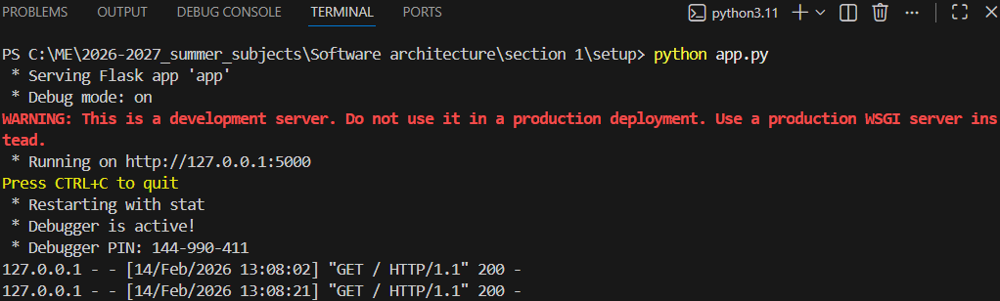 PROBLEMS OUTPUT DEBUG CONSOLE TERMINAL PORTS python3.11
PS C:\ME\2026-2027_summer_subjects\Software architecture\section 1\setup> python app.py
 * Serving Flask app 'app'
 * Debug mode: on
WARNING: This is a development server. Do not use it in a production deployment. Use a production WSGI server ins
tead.
 * Running on http://127.0.0.1:5000
Press CTRL+C to quit
 * Restarting with stat
 * Debugger is active!
 * Debugger PIN: 144-990-411
127.0.0.1 - - [14/Feb/2026 13:08:02] "GET / HTTP/1.1" 200 -
127.0.0.1 - - [14/Feb/2026 13:08:21] "GET / HTTP/1.1" 200 -